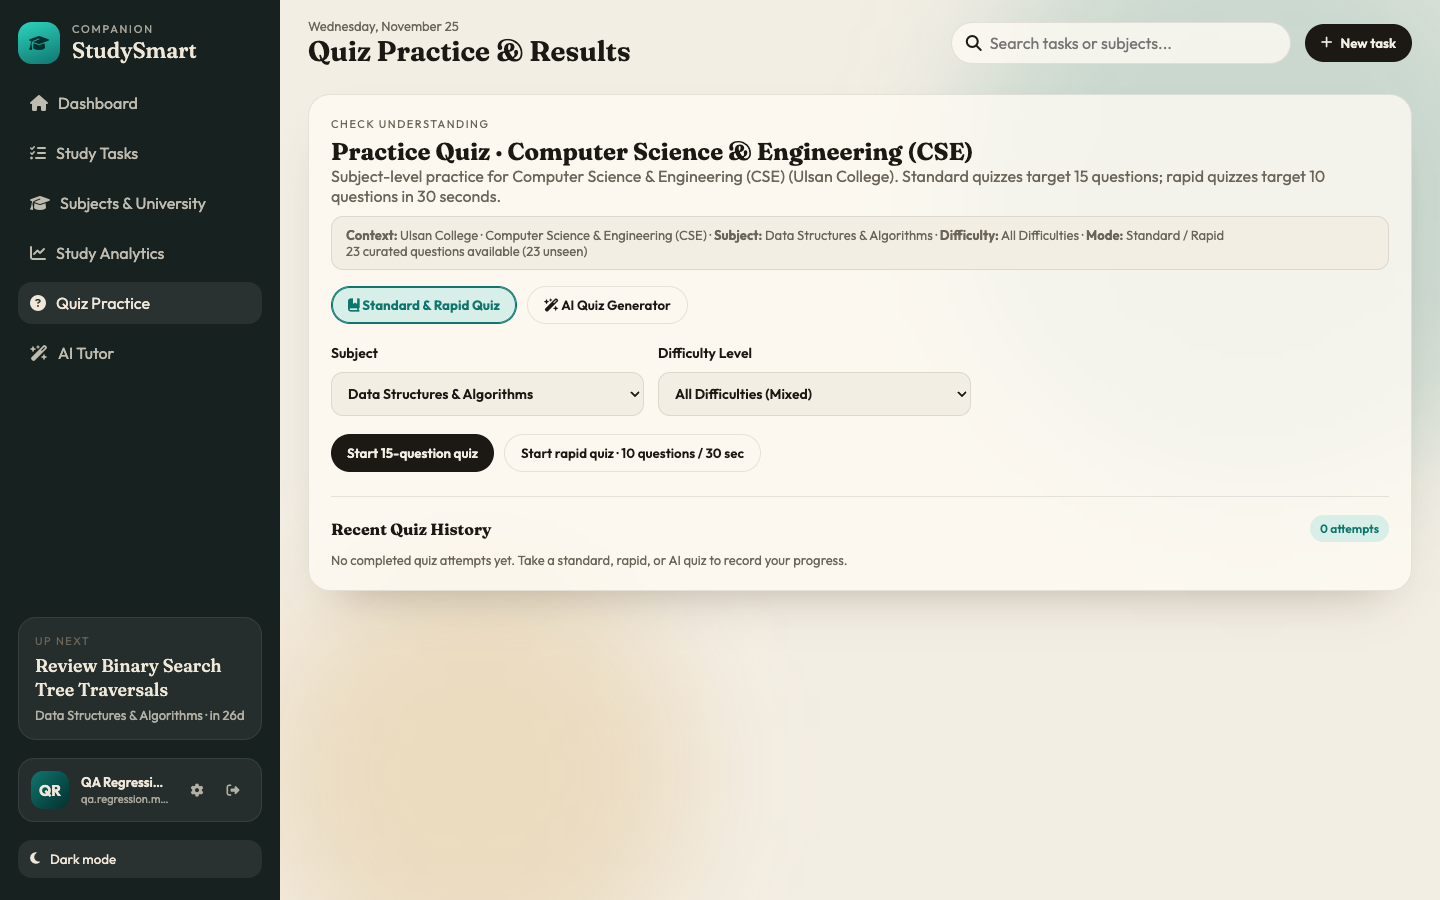 COMPANION
StudySmart
Dashboard
Study Tasks
Subjects & University
Study Analytics
Quiz Practice
AI Tutor
UP NEXT
Review Binary Search
Tree Traversals
Data Structures & Algorithms · in 26d
QR
QA Regressi...
qa.regression.m...
Dark mode
Wednesday, November 25
Quiz Practice & Results
Search tasks or subjects...
New task
CHECK UNDERSTANDING
Practice Quiz · Computer Science & Engineering (CSE)
Subject-level practice for Computer Science & Engineering (CSE) (Ulsan College). Standard quizzes target 15 questions; rapid quizzes target 10
questions in 30 seconds.
Context: Ulsan College · Computer Science & Engineering (CSE) · Subject: Data Structures & Algorithms · Difficulty: All Difficulties · Mode: Standard / Rapid
23 curated questions available (23 unseen)
Standard & Rapid Quiz
AI Quiz Generator
Subject
Difficulty Level
Data Structures & Algorithms
All Difficulties (Mixed)
Start 15-question quiz
Start rapid quiz · 10 questions / 30 sec
Recent Quiz History
0 attempts
No completed quiz attempts yet. Take a standard, rapid, or AI quiz to record your progress.